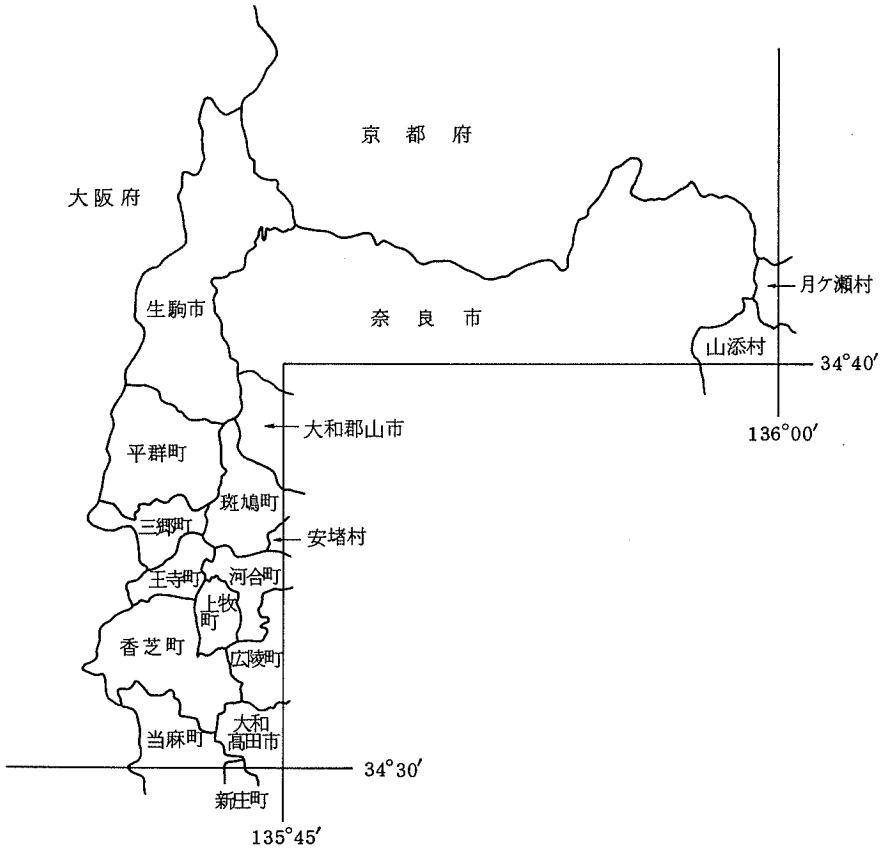 京都府
大阪府
生駒市
奈良市
月ケ瀬村
山添村
34°40′
136°00′
大和郡山市
平群町
斑鳩町
三郷町
安堵村
王寺町
河合町
上牧
町
香芝町
広陵町
大和
髙田市
当麻町
34°30′
新庄町
135°45′